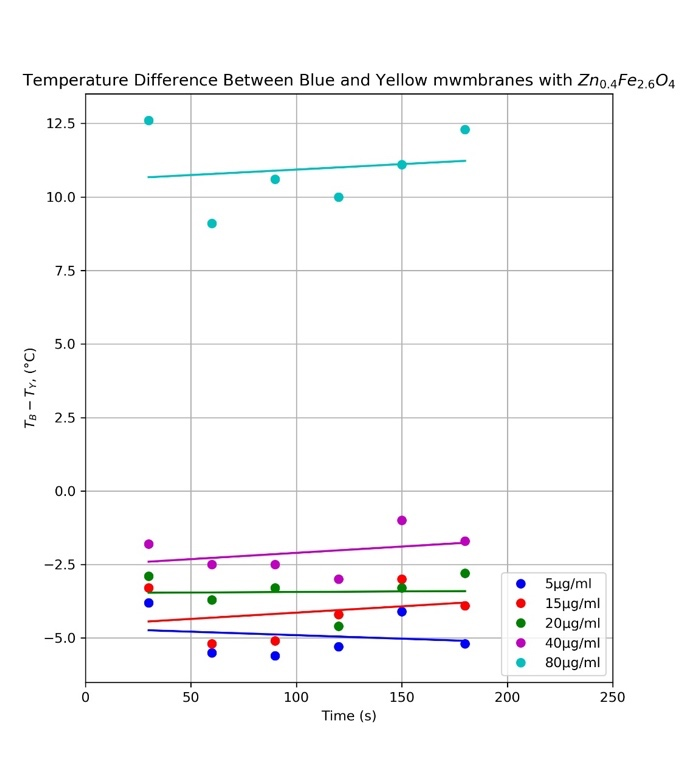 Temperature Difference Between Blue and Yellow mwmbranes with Zn₀.₄Fe₂.₆O₄
12.5
10.0
7.5
5.0
2.5
0.0
−2.5
−5.0
T_B − T_Y, (°C)
0 50 100 150 200 250
Time (s)
5µg/ml
15µg/ml
20µg/ml
40µg/ml
80µg/ml